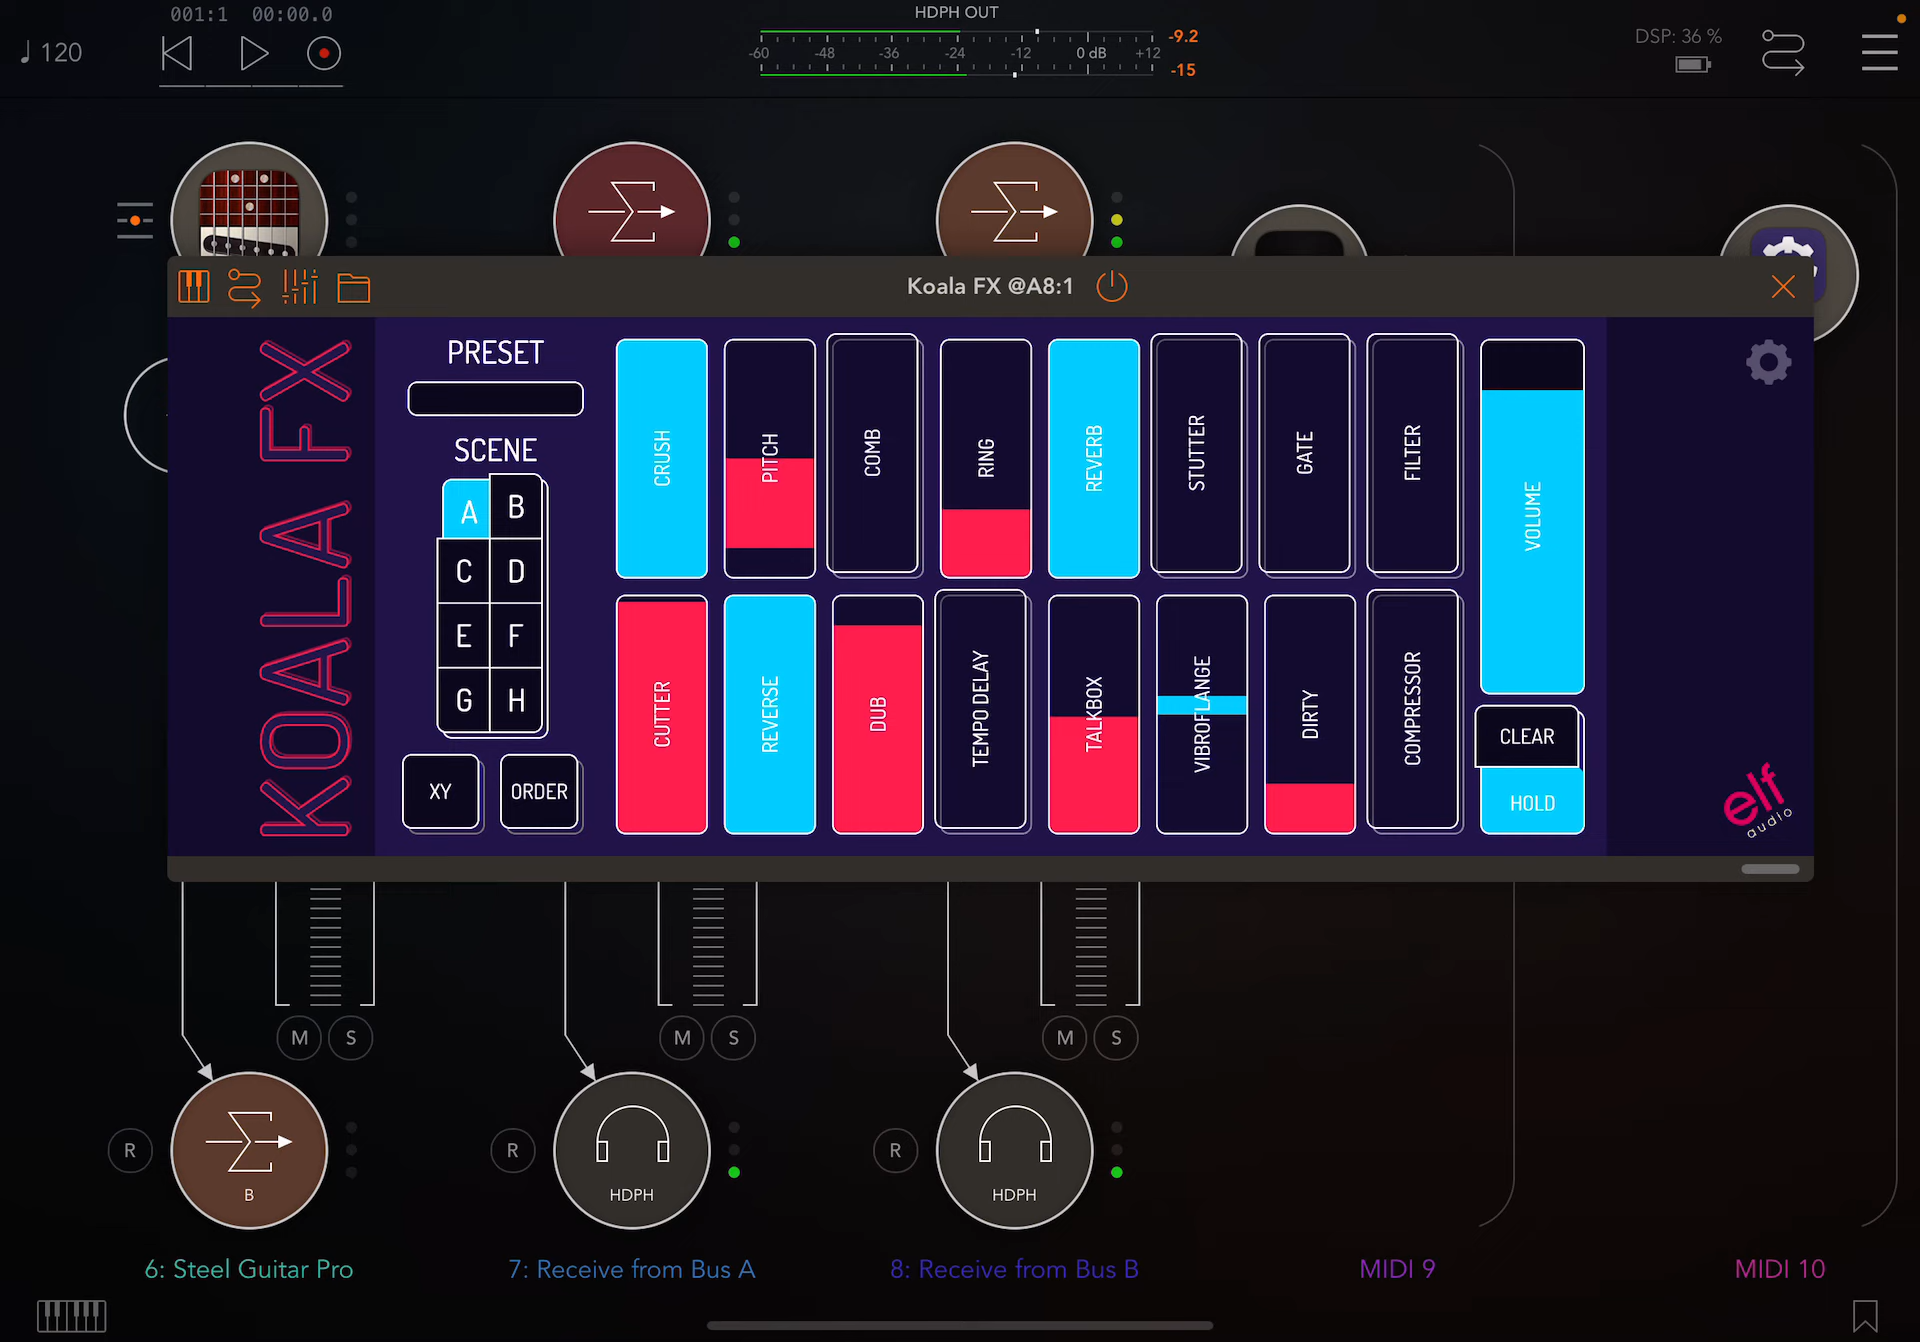 001:1 00:00.0
HDPH OUT
120
-60 -48 -36 -24 -12 0 dB +12
-9.2
-15
DSP: 36 %
Koala FX @A8:1
KOALA FX
PRESET
SCENE
A B
C D
E F
G H
XY ORDER
CRUSH
PITCH
COMB
RING
REVERB
STUTTER
GATE
FILTER
VOLUME
CUTTER
REVERSE
DUB
TEMPO DELAY
TALKBOX
VIBROFLANGE
DIRTY
COMPRESSOR
CLEAR
HOLD
elf
audio
M S M S M S
R R R
B HDPH HDPH
6: Steel Guitar Pro
7: Receive from Bus A
8: Receive from Bus B
MIDI 9
MIDI 10